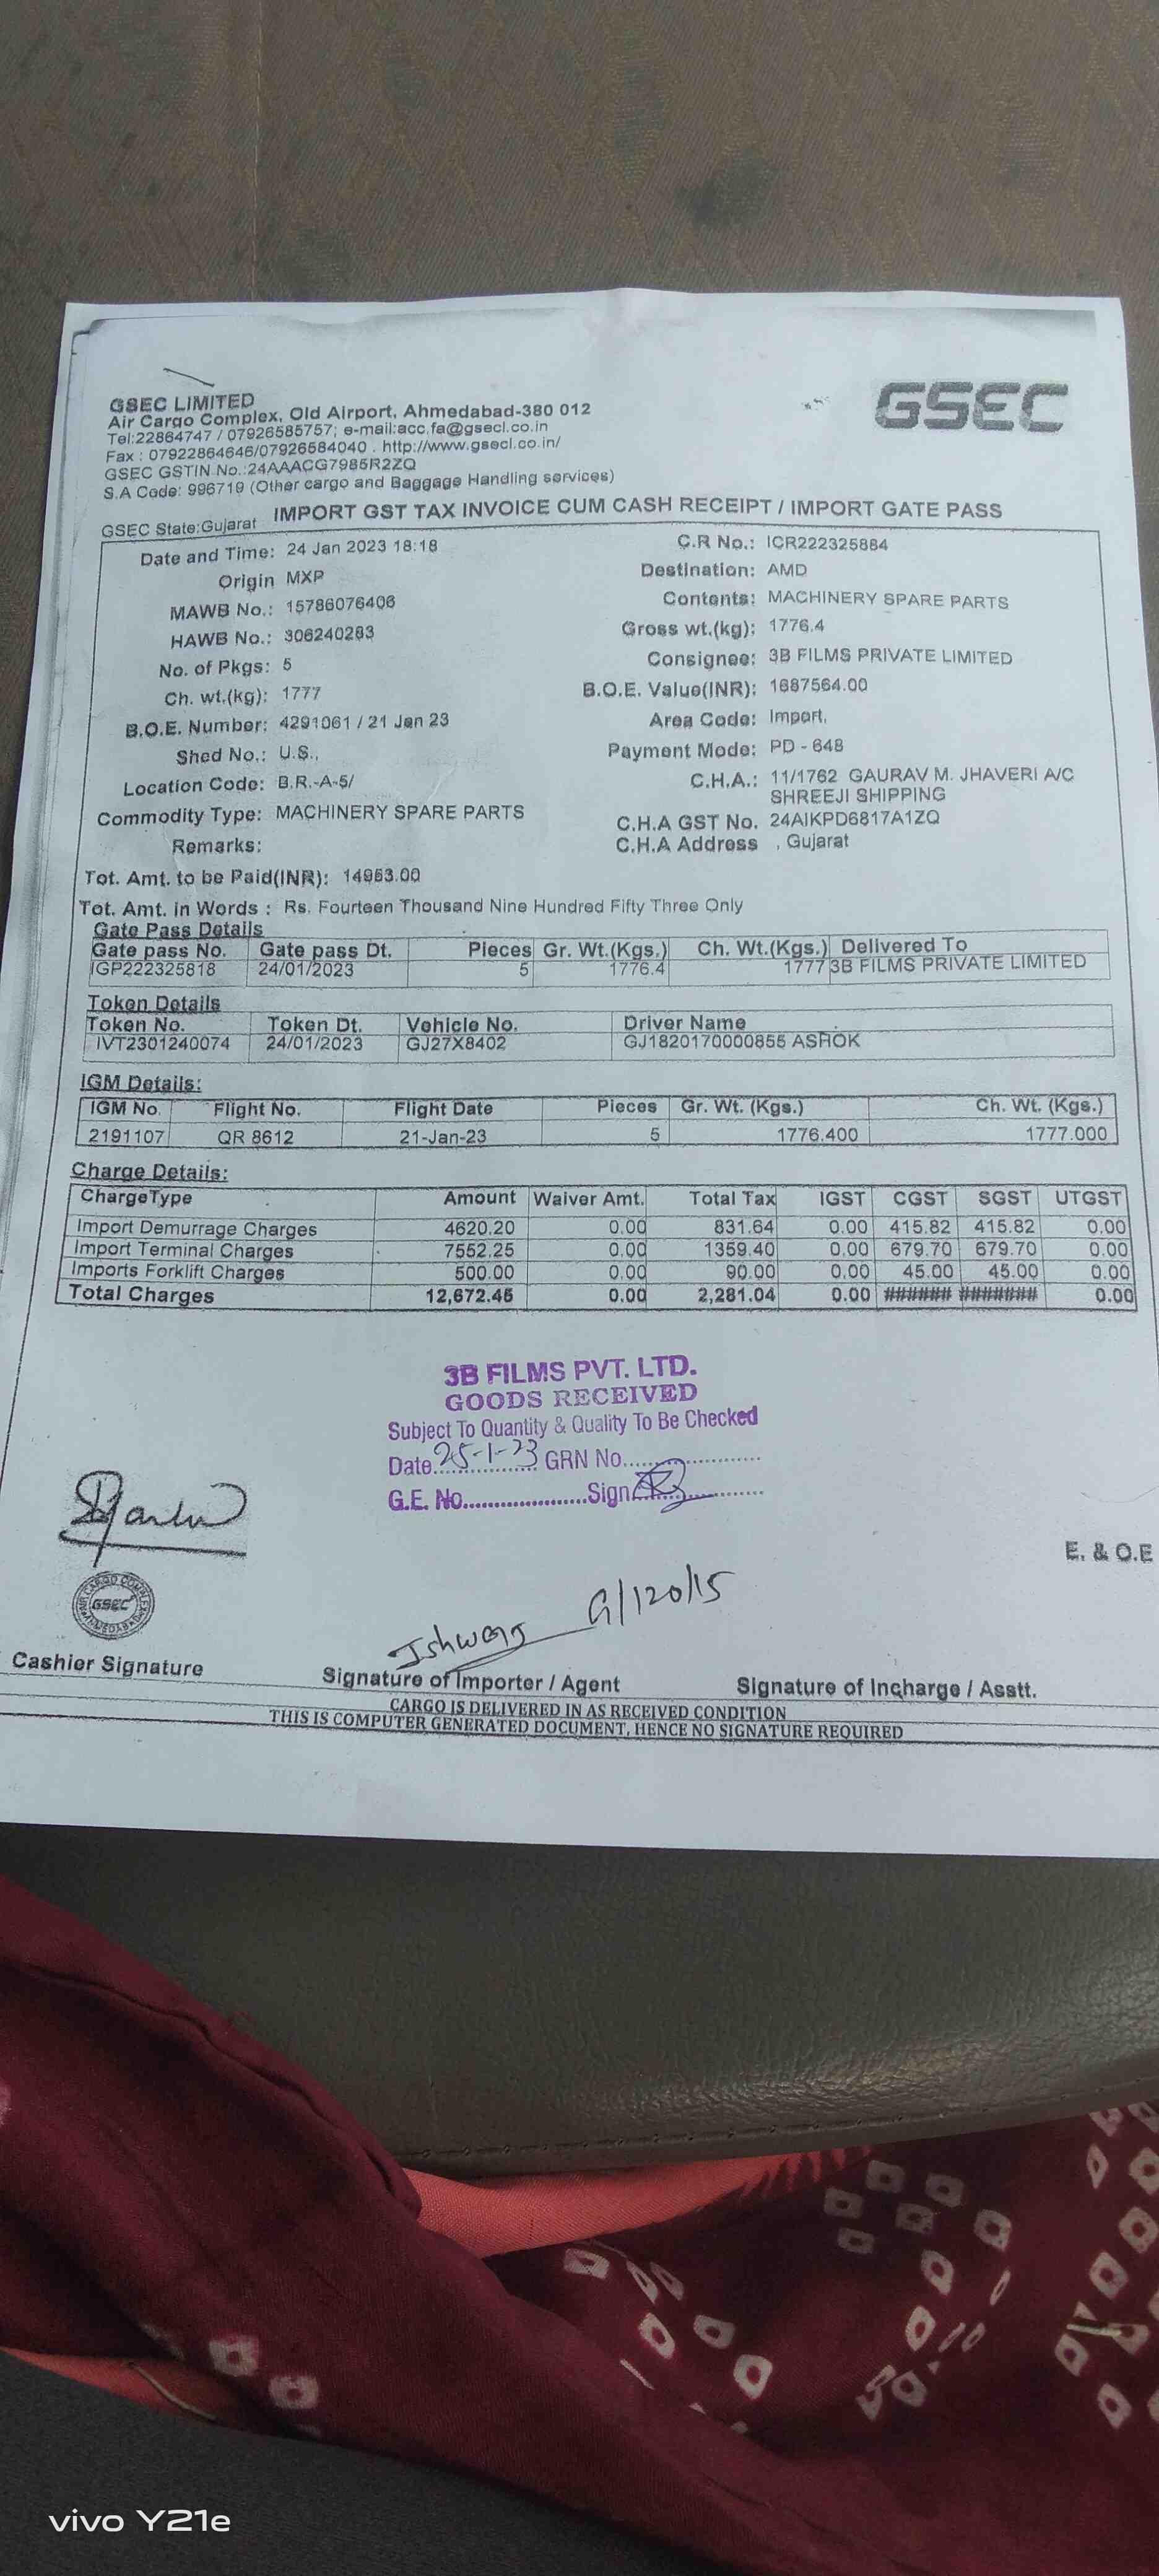 GSEC LIMITED
Air Cargo Complex, Old Airport, Ahmedabad-380 012
Tel:22864747 / 07926585757; e-mail:acc.fa@gsecl.co.in
Fax : 07922864646/07926584040 . http://www.gsecl.co.in/
GSEC GSTIN No.:24AAACG7985R2ZQ
S.A Code: 996719 (Other cargo and Baggage Handling services)
GSEC
GSEC State:Gujarat IMPORT GST TAX INVOICE CUM CASH RECEIPT / IMPORT GATE PASS
Date and Time: 24 Jan 2023 18:18 C.R No.: ICR222325884
Origin MXP Destination: AMD
MAWB No.: 15786076406 Contents: MACHINERY SPARE PARTS
HAWB No.: 306240283 Gross wt.(kg): 1776.4
No. of Pkgs: 5 Consignee: 3B FILMS PRIVATE LIMITED
Ch. wt.(kg): 1777 B.O.E. Value(INR): 1687564.00
B.O.E. Number: 4291061 / 21 Jan 23 Area Code: Import,
Shed No.: U.S., Payment Mode: PD - 648
Location Code: B.R.-A-5/ C.H.A.: 11/1762 GAURAV M. JHAVERI A/C
SHREEJI SHIPPING
Commodity Type: MACHINERY SPARE PARTS C.H.A GST No. 24AIKPD6817A1ZQ
Remarks: C.H.A Address , Gujarat
Tot. Amt. to be Paid(INR): 14953.00
Tot. Amt. in Words : Rs. Fourteen Thousand Nine Hundred Fifty Three Only
Gate Pass Details
Gate pass No. Gate pass Dt. Pieces Gr. Wt.(Kgs.) Ch. Wt.(Kgs.) Delivered To
IGP222325818 24/01/2023 5 1776.4 1777 3B FILMS PRIVATE LIMITED
Token Details
Token No. Token Dt. Vehicle No. Driver Name
IVT2301240074 24/01/2023 GJ27X8402 GJ1820170000855 ASHOK
IGM Details:
IGM No. Flight No. Flight Date Pieces Gr. Wt. (Kgs.) Ch. Wt. (Kgs.)
2191107 QR 8612 21-Jan-23 5 1776.400 1777.000
Charge Details:
ChargeType Amount Waiver Amt. Total Tax IGST CGST SGST UTGST
Import Demurrage Charges 4620.20 0.00 831.64 0.00 415.82 415.82 0.00
Import Terminal Charges 7552.25 0.00 1359.40 0.00 679.70 679.70 0.00
Imports Forklift Charges 500.00 0.00 90.00 0.00 45.00 45.00 0.00
Total Charges 12,672.45 0.00 2,281.04 0.00 ###### ####### 0.00
3B FILMS PVT. LTD.
GOODS RECEIVED
Subject To Quantity & Quality To Be Checked
Date 25-1-23 GRN No.
G.E. No. Sign
E. & O.E
GSEC
Ishwar G/120/15
Cashier Signature Signature of Importer / Agent Signature of Incharge / Asstt.
CARGO IS DELIVERED IN AS RECEIVED CONDITION
THIS IS COMPUTER GENERATED DOCUMENT, HENCE NO SIGNATURE REQUIRED
vivo Y21e